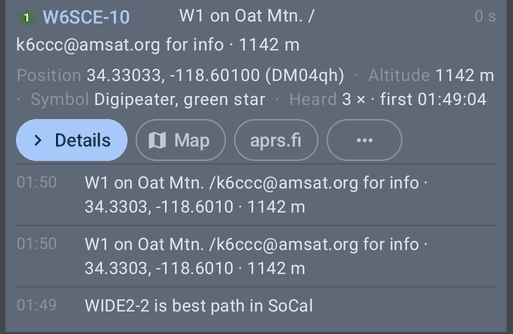 1 W6SCE-10 W1 on Oat Mtn. / 0 s
k6ccc@amsat.org for info · 1142 m
Position 34.33033, -118.60100 (DM04qh) · Altitude 1142 m
· Symbol Digipeater, green star · Heard 3 × · first 01:49:04
Details Map aprs.fi ···
01:50 W1 on Oat Mtn. /k6ccc@amsat.org for info ·
34.3303, -118.6010 · 1142 m
01:50 W1 on Oat Mtn. /k6ccc@amsat.org for info ·
34.3303, -118.6010 · 1142 m
01:49 WIDE2-2 is best path in SoCal